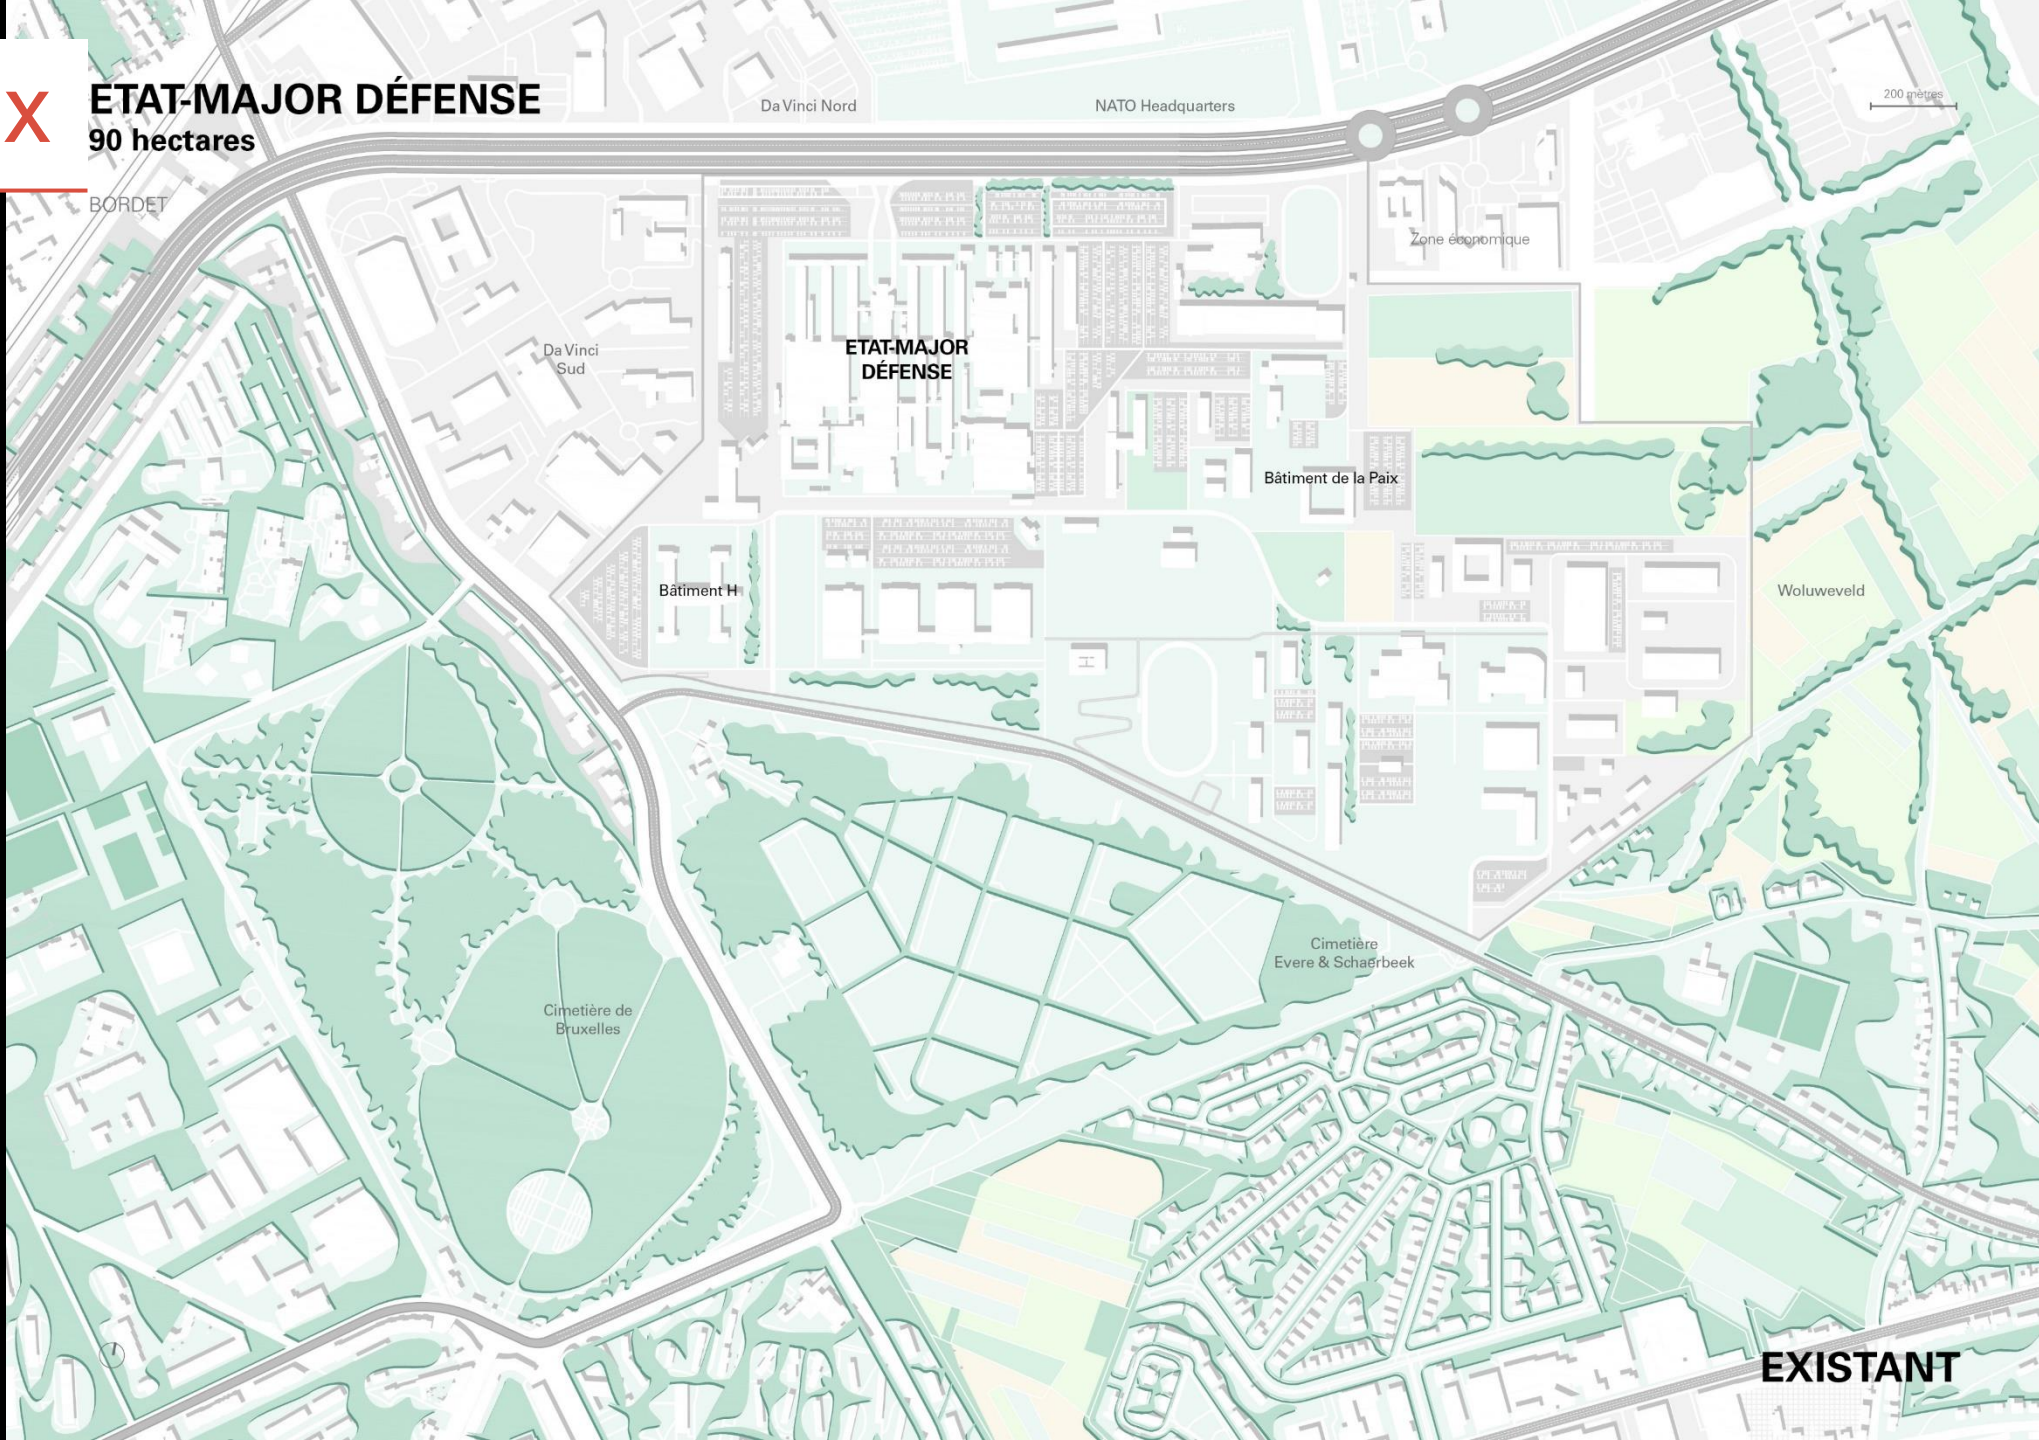 X
ETAT-MAJOR DÉFENSE
90 hectares
Da Vinci Nord
NATO Headquarters
200 mètres
BORDET
Zone économique
Da Vinci
Sud
ETAT-MAJOR
DÉFENSE
Bâtiment de la Paix
Bâtiment H
H
Woluweveld
Cimetière
Evere & Schaerbeek
Cimetière de
Bruxelles
EXISTANT